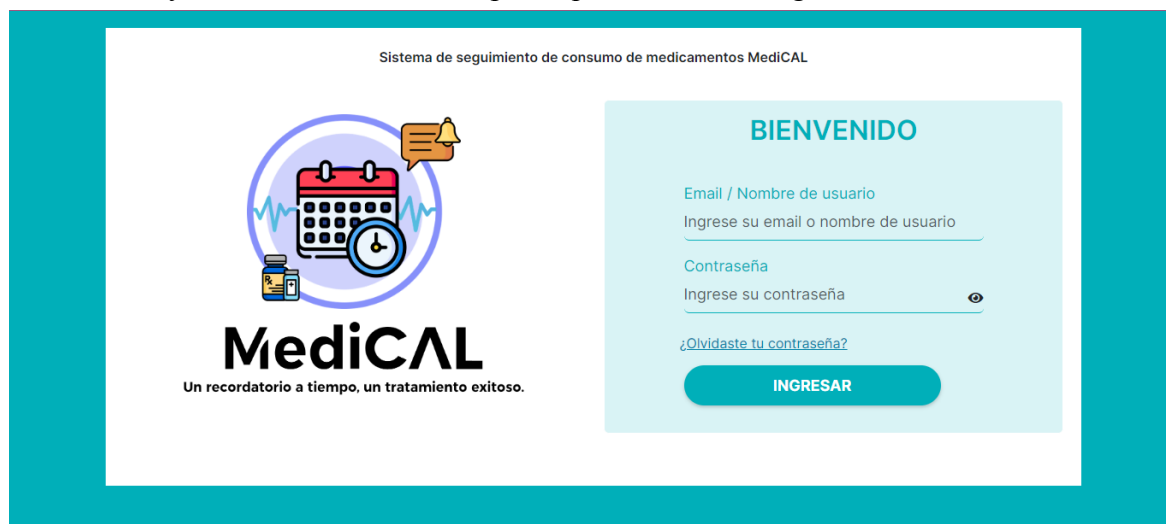 Sistema de seguimiento de consumo de medicamentos MediCAL
MediCAL
Un recordatorio a tiempo, un tratamiento exitoso.
BIENVENIDO
Email / Nombre de usuario
Ingrese su email o nombre de usuario
Contraseña
Ingrese su contraseña
¿Olvidaste tu contraseña?
INGRESAR